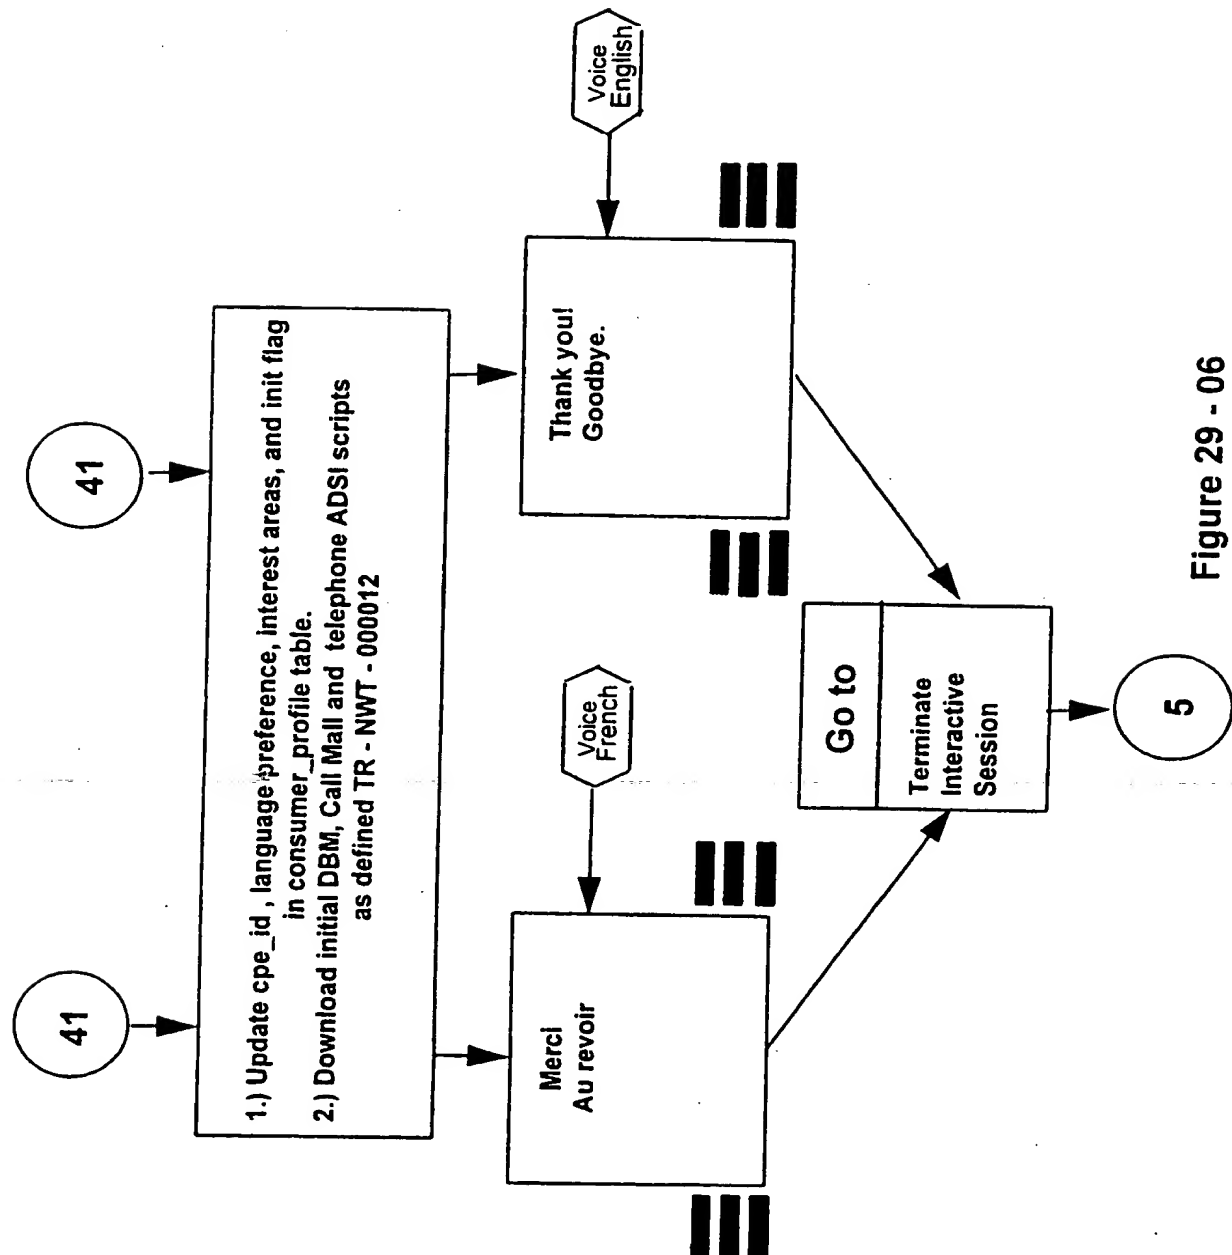 41
41
1.) Update cpe_id , language preference, interest areas, and init flag
in consumer_profile table.
2.) Download initial DBM, Call Mall and telephone ADSI scripts
as defined TR - NWT - 000012
Merci
Au revoir
Voice
French
Thank you!
Goodbye.
Voice
English
Go to
Terminate
Interactive
Session
5
Figure 29 - 06